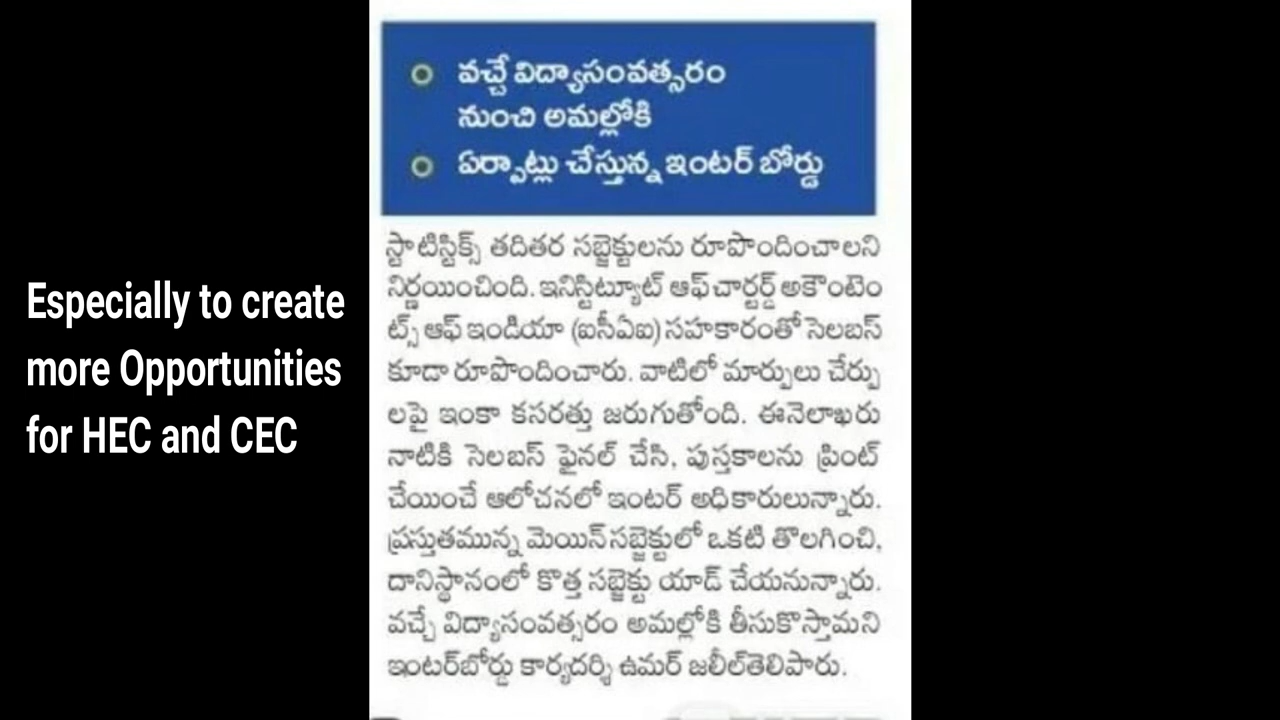 Especially to create
more Opportunities
for HEC and CEC
వచ్చే విద్యాసంవత్సరం
నుంచి అమల్లోకి
ఏర్పాట్లు చేస్తున్న ఇంటర్ బోర్డు
స్టాటిస్టిక్స్ తదితర సబ్జెక్టులను రూపొందించాలని
నిర్ణయించింది. ఇనిస్టిట్యూట్ ఆఫ్ చార్టర్డ్ అకౌంటెం
ట్స్ ఆఫ్ ఇండియా (ఐసీఏఐ) సహకారంతో సెలబస్
కూడా రూపొందించారు. వాటిలో మార్పులు చేర్పు
లపై ఇంకా కసరత్తు జరుగుతోంది. ఈనెలాఖరు
నాటికి సెలబస్ ఫైనల్ చేసి, పుస్తకాలను ప్రింట్
చేయించే ఆలోచనలో ఇంటర్ అధికారులున్నారు.
ప్రస్తుతమున్న మెయిన్ సబ్జెక్టులో ఒకటి తొలగించి,
దానిస్థానంలో కొత్త సబ్జెక్టు యాడ్ చేయనున్నారు.
వచ్చే విద్యాసంవత్సరం అమల్లోకి తీసుకొస్తామని
ఇంటర్‌బోర్డు కార్యదర్శి ఉమర్ జలీల్‌తెలిపారు.